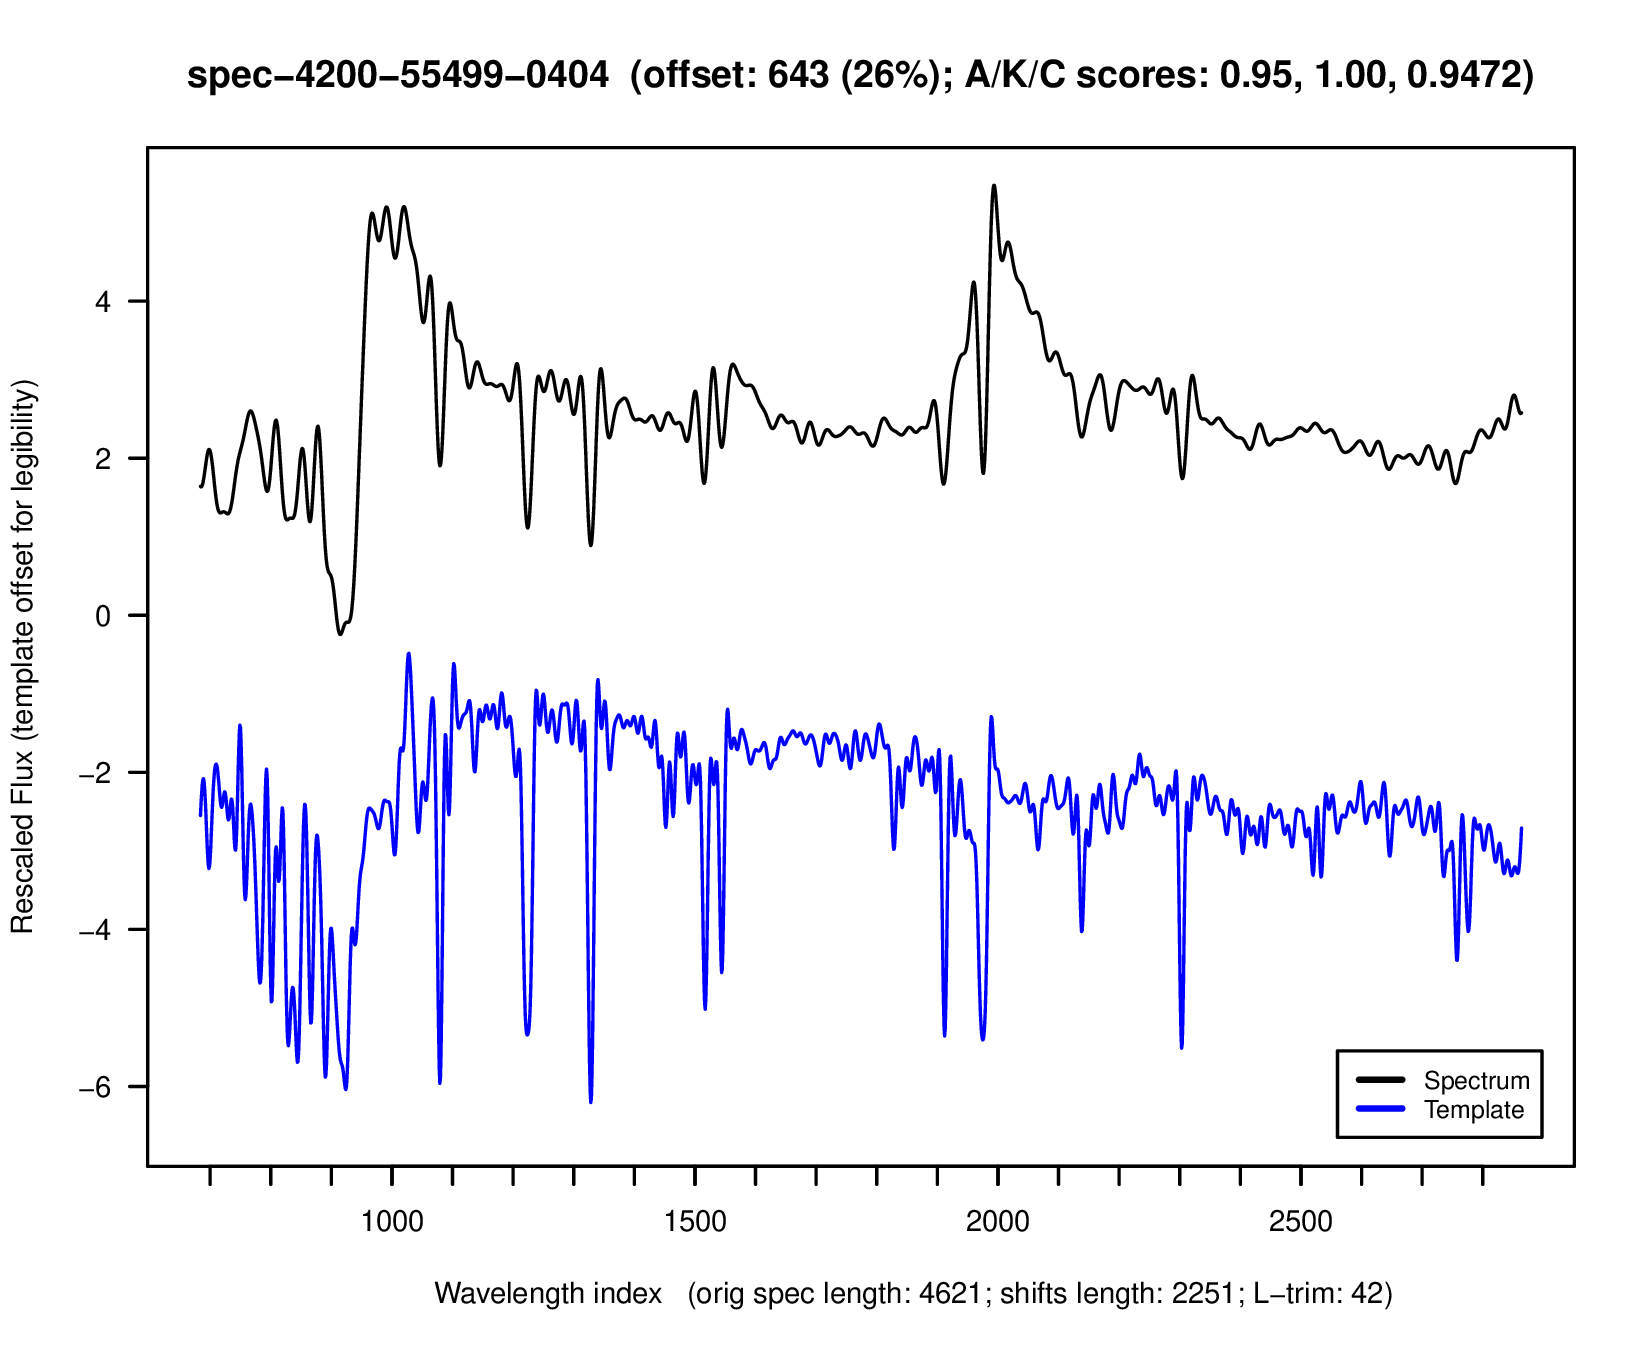 spec−4200−55499−0404 (offset: 643 (26%); A/K/C scores: 0.95, 1.00, 0.9472)
Rescaled Flux (template offset for legibility)
4
2
0
−2
−4
−6
Spectrum
Template
1000 1500 2000 2500
Wavelength index (orig spec length: 4621; shifts length: 2251; L−trim: 42)